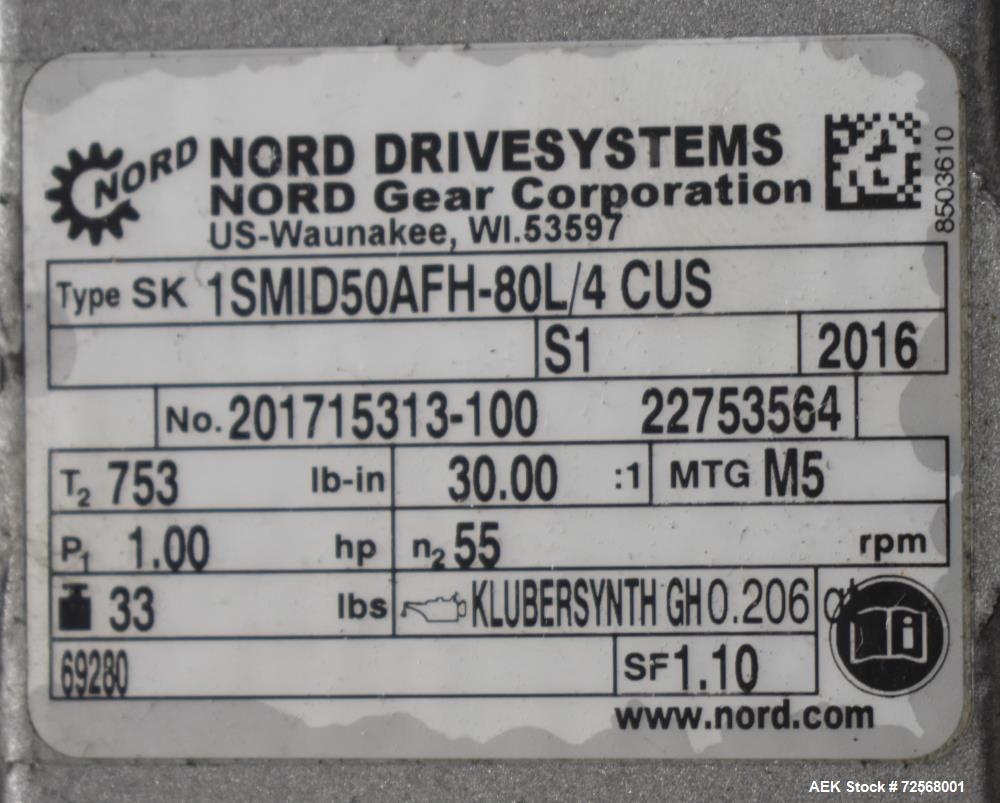 NORD
NORD DRIVESYSTEMS
NORD Gear Corporation
US-Waunakee, WI.53597
8503610
Type SK 1SMID50AFH-80L/4 CUS
S1 2016
No. 201715313-100 22753564
T2 753 lb-in 30.00 :1 MTG M5
P1 1.00 hp n2 55 rpm
33 lbs KLUBERSYNTH GH 0.206 qt
69280 SF 1.10
i
www.nord.com
AEK Stock # 72568001